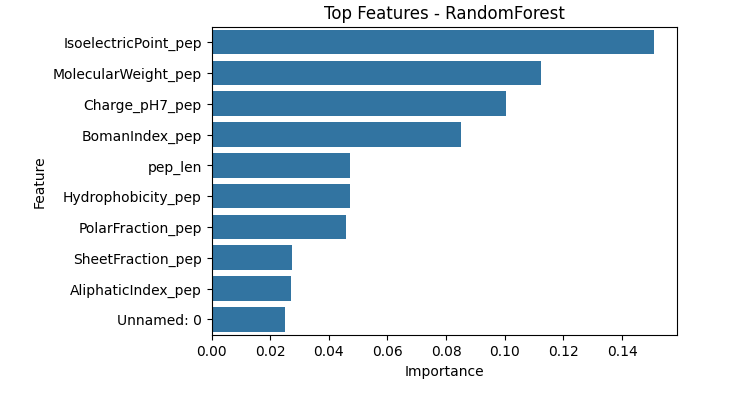 Top Features - RandomForest
Feature
IsoelectricPoint_pep
MolecularWeight_pep
Charge_pH7_pep
BomanIndex_pep
pep_len
Hydrophobicity_pep
PolarFraction_pep
SheetFraction_pep
AliphaticIndex_pep
Unnamed: 0
0.00 0.02 0.04 0.06 0.08 0.10 0.12 0.14
Importance